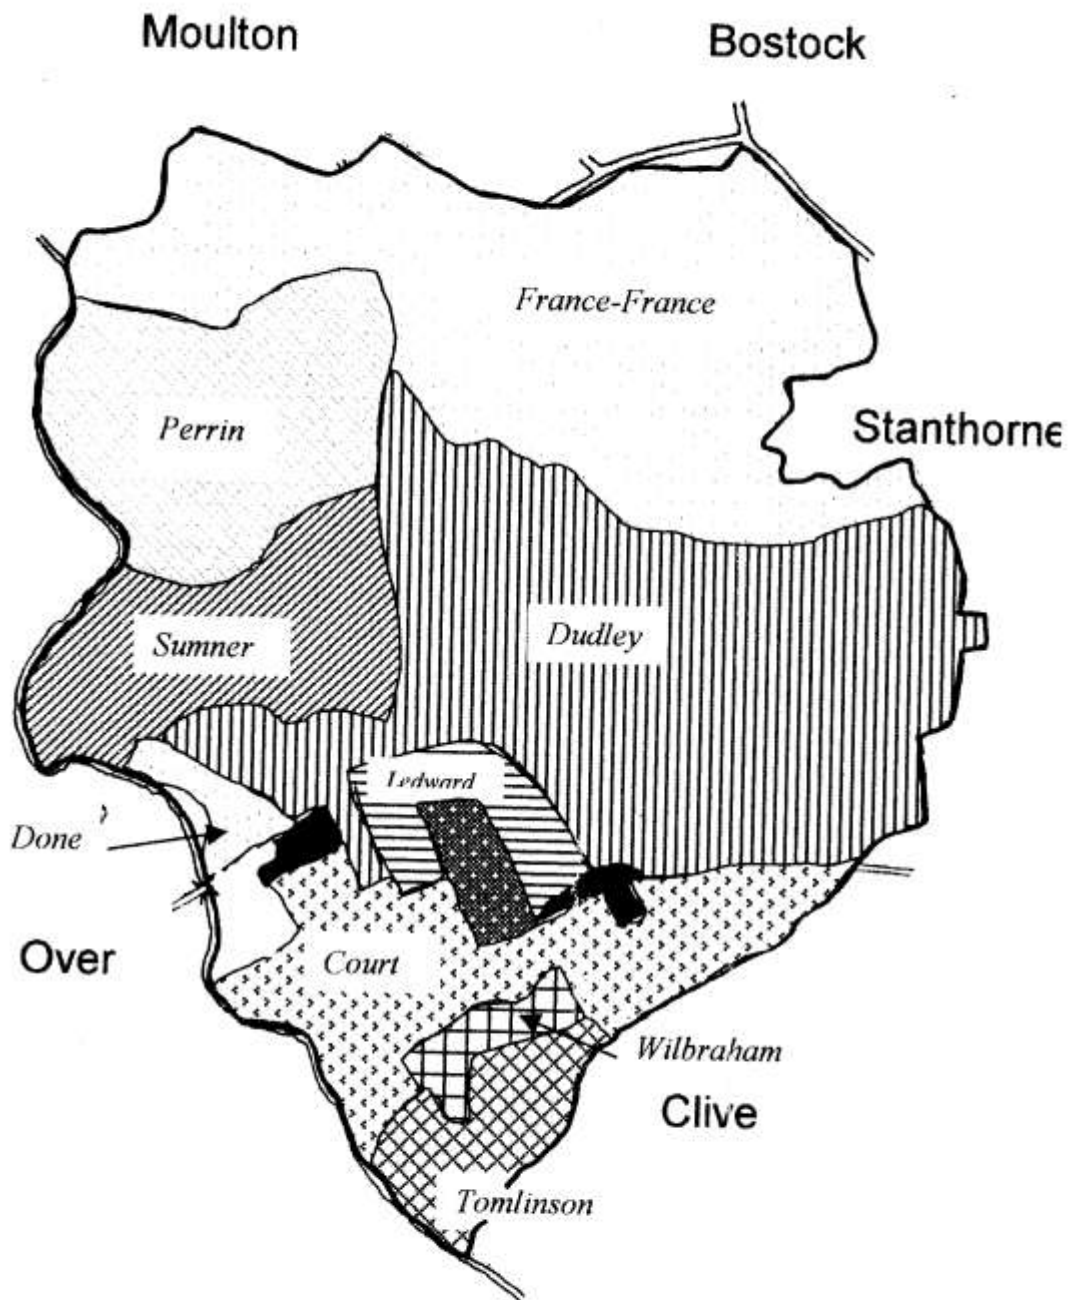 Moulton
Bostock
France-France
Perrin
Stanthorne
Sumner
Dudley
Ledward
Done
Over
Court
Wilbraham
Clive
Tomlinson